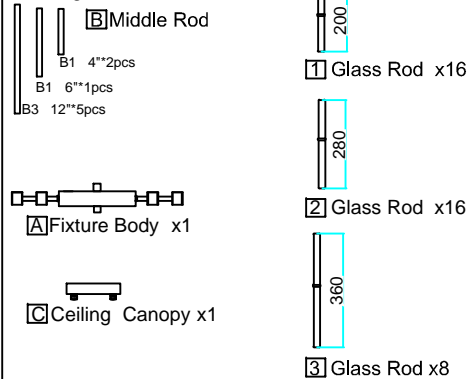 B Middle Rod
B1 4"*2pcs
B1 6"*1pcs
B3 12"*5pcs
A Fixture Body x1
C Ceiling Canopy x1
200
1 Glass Rod x16
280
2 Glass Rod x16
360
3 Glass Rod x8